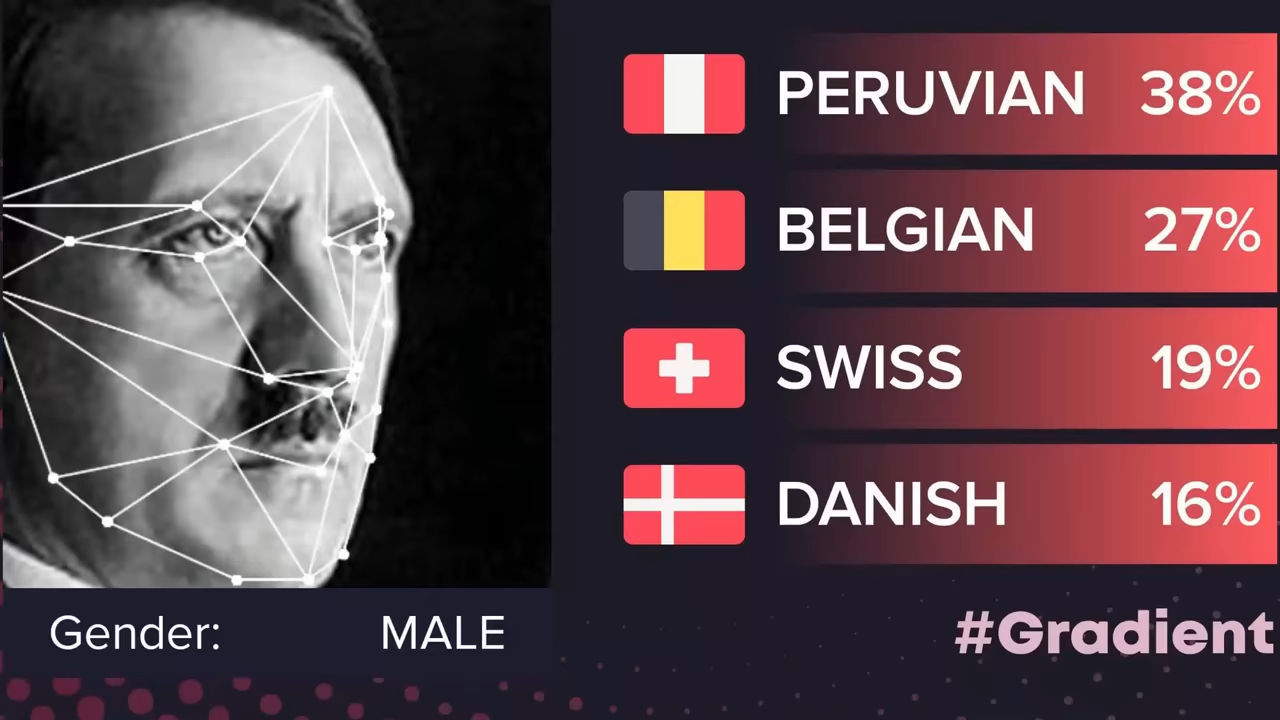 PERUVIAN 38%
BELGIAN 27%
SWISS 19%
DANISH 16%
Gender: MALE
#Gradient